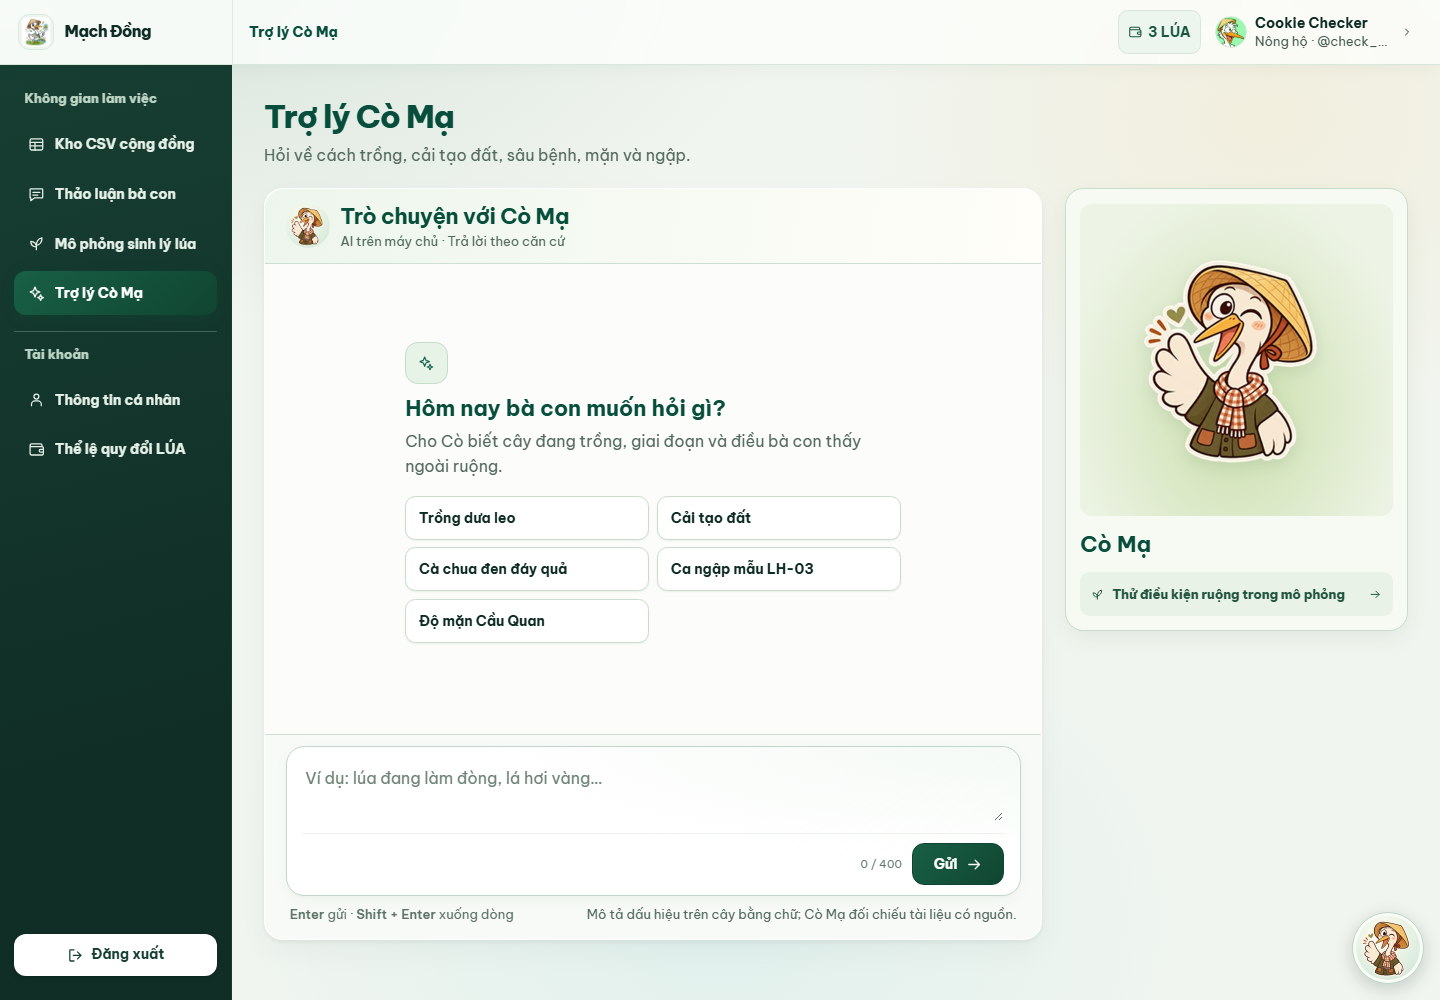 Mạch Đồng
Trợ lý Cò Mạ
3 LÚA
Cookie Checker
Nông hộ · @check_...
Không gian làm việc
Kho CSV cộng đồng
Thảo luận bà con
Mô phỏng sinh lý lúa
Trợ lý Cò Mạ
Tài khoản
Thông tin cá nhân
Thể lệ quy đổi LÚA
Đăng xuất
Trợ lý Cò Mạ
Hỏi về cách trồng, cải tạo đất, sâu bệnh, mặn và ngập.
Trò chuyện với Cò Mạ
AI trên máy chủ · Trả lời theo căn cứ
Hôm nay bà con muốn hỏi gì?
Cho Cò biết cây đang trồng, giai đoạn và điều bà con thấy
ngoài ruộng.
Trồng dưa leo
Cải tạo đất
Cà chua đen đáy quả
Ca ngập mẫu LH-03
Độ mặn Cầu Quan
Ví dụ: lúa đang làm đòng, lá hơi vàng...
0 / 400
Gửi
Enter gửi · Shift + Enter xuống dòng
Mô tả dấu hiệu trên cây bằng chữ; Cò Mạ đối chiếu tài liệu có nguồn.
Cò Mạ
Thử điều kiện ruộng trong mô phỏng